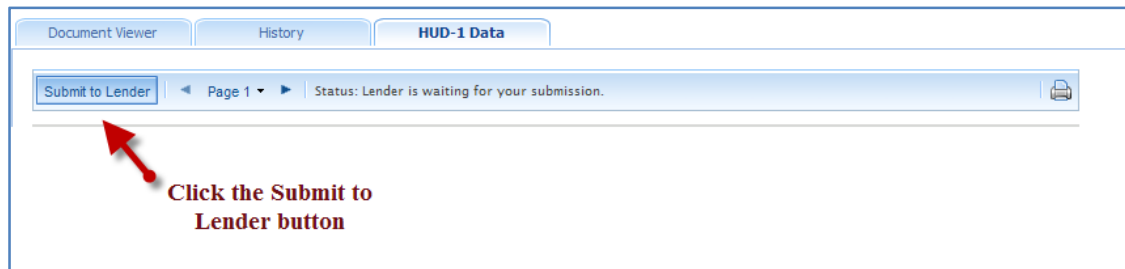 Document Viewer History HUD-1 Data
Submit to Lender Page 1 Status: Lender is waiting for your submission.
Click the Submit to
Lender button